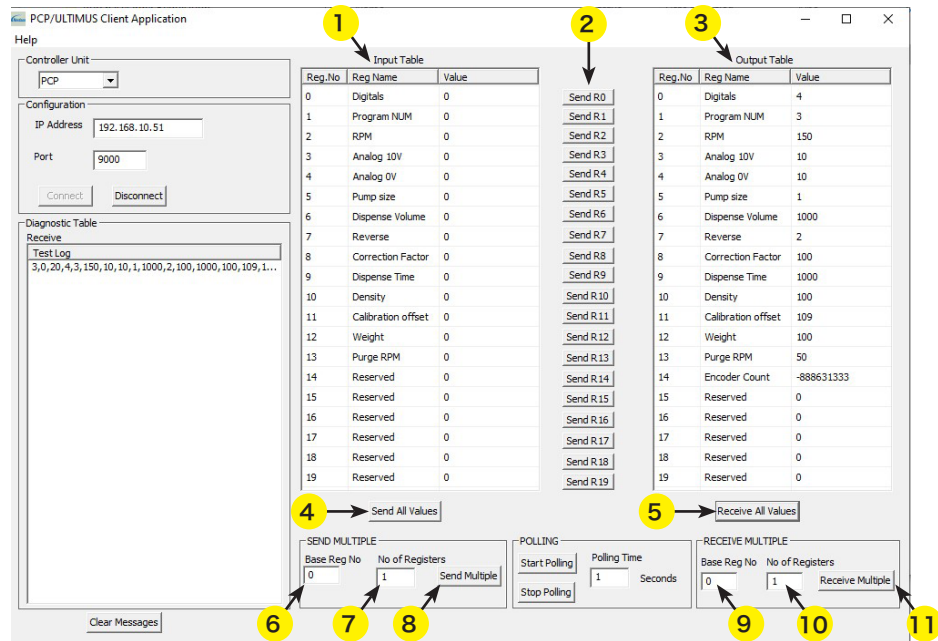 PCP/ULTIMUS Client Application
1
2
3
Help
Controller Unit
PCP
Configuration
IP Address 192.168.10.51
Port 9000
Connect Disconnect
Diagnostic Table
Receive
Test Log
3,0,20,4,3,150,10,10,1,1000,2,100,1000,100,109,1...
Clear Messages
Input Table
Reg.No Reg Name Value
0 Digitals 0
1 Program NUM 0
2 RPM 0
3 Analog 10V 0
4 Analog 0V 0
5 Pump size 0
6 Dispense Volume 0
7 Reverse 0
8 Correction Factor 0
9 Dispense Time 0
10 Density 0
11 Calibration offset 0
12 Weight 0
13 Purge RPM 0
14 Reserved 0
15 Reserved 0
16 Reserved 0
17 Reserved 0
18 Reserved 0
19 Reserved 0
Send R0
Send R1
Send R2
Send R3
Send R4
Send R5
Send R6
Send R7
Send R8
Send R9
Send R10
Send R11
Send R12
Send R13
Send R14
Send R15
Send R16
Send R17
Send R18
Send R19
Output Table
Reg.No Reg Name Value
0 Digitals 4
1 Program NUM 3
2 RPM 150
3 Analog 10V 10
4 Analog 0V 10
5 Pump size 1
6 Dispense Volume 1000
7 Reverse 2
8 Correction Factor 100
9 Dispense Time 1000
10 Density 100
11 Calibration offset 109
12 Weight 100
13 Purge RPM 50
14 Encoder Count -888631333
15 Reserved 0
16 Reserved 0
17 Reserved 0
18 Reserved 0
19 Reserved 0
4 Send All Values
5 Receive All Values
SEND MULTIPLE
Base Reg No No of Registers
0 1 Send Multiple
6 7 8
POLLING
Start Polling Polling Time
1 Seconds
Stop Polling
RECEIVE MULTIPLE
Base Reg No No of Registers
0 1 Receive Multiple
9 10 11